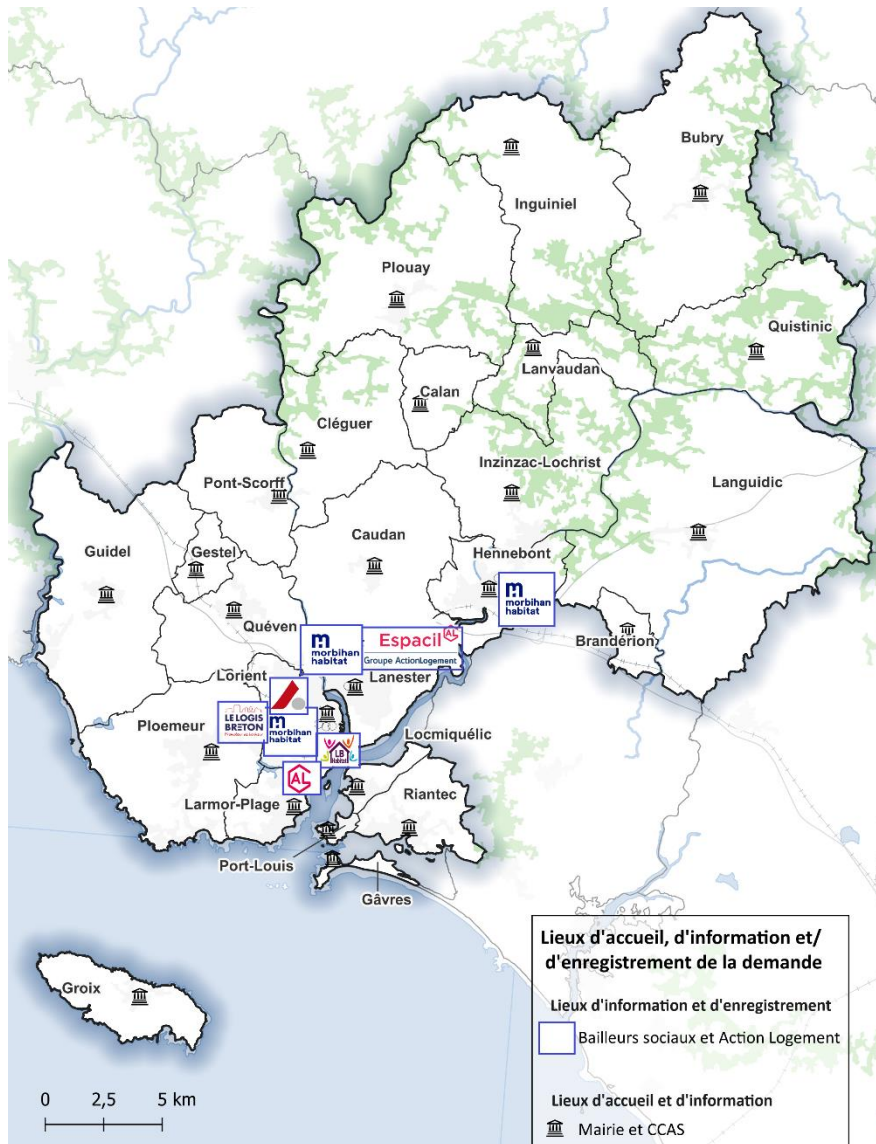 Bubry
Inguiniel
Plouay
Quistinic
Lanvaudan
Calan
Cléguer
Inzinzac-Lochrist
Languidic
Pont-Scorff
Caudan
Guidel
Gestel
Hennebont
morbihan
habitat
Quéven
Brandérion
morbihan
habitat
Espacil AL
Groupe ActionLogement
Lorient
Lanester
LE LOGIS
BRETON
morbihan
habitat
Ploemeur
LB
Habitat
Locmiquélic
AL
Larmor-Plage
Riantec
Port-Louis
Gâvres
Groix
0 2,5 5 km
Lieux d'accueil, d'information et/
d'enregistrement de la demande
Lieux d'information et d'enregistrement
Bailleurs sociaux et Action Logement
Lieux d'accueil et d'information
Mairie et CCAS